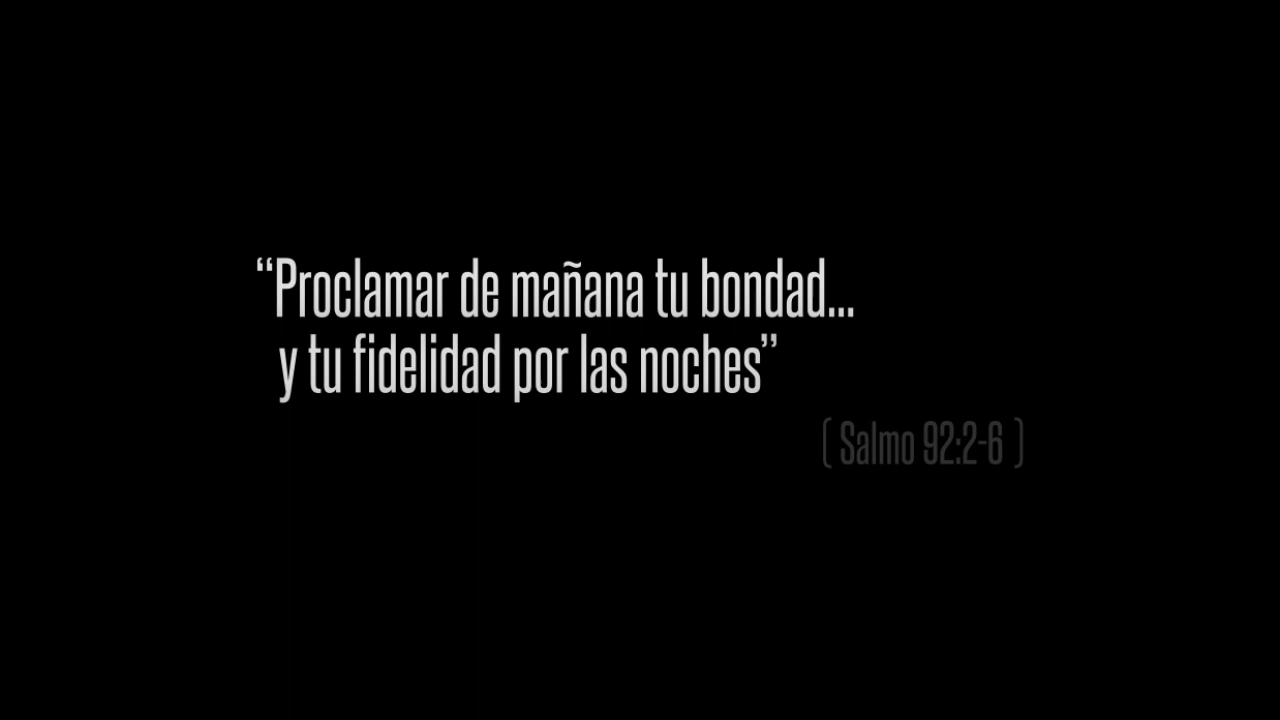 “Proclamar de mañana tu bondad...
y tu fidelidad por las noches”
( Salmo 92:2-6 )